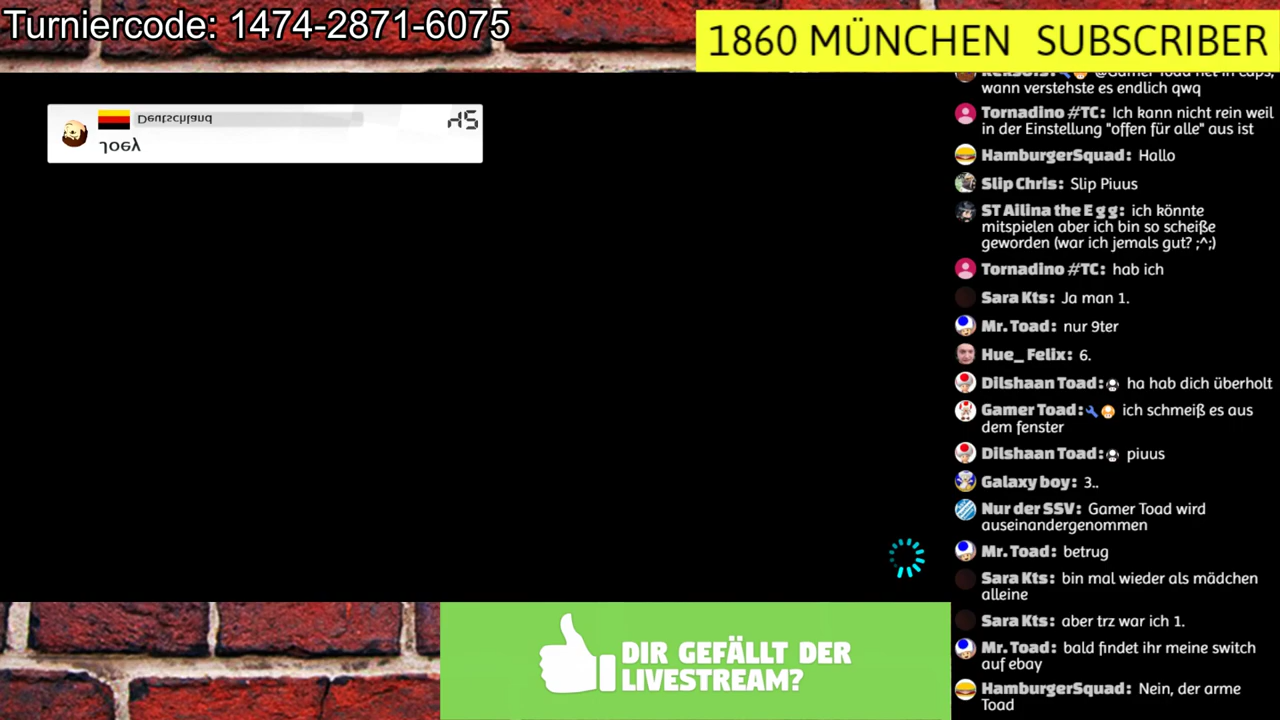 Turniercode: 1474-2871-6075
1860 MÜNCHEN SUBSCRIBER
Deutschland
Joey
@Gamer Toad
in caps,
wann verstehste es endlich qwq
Tornadino #TC: Ich kann nicht rein weil
in der Einstellung "offen für alle" aus ist
HamburgerSquad: Hallo
Slip Chris: Slip Piuus
ST Ailina the E g g: ich könnte
mitspielen aber ich bin so scheiße
geworden (war ich jemals gut? ;^;)
Tornadino #TC: hab ich
Sara Kts: Ja man 1.
Mr. Toad: nur 9ter
Hue_ Felix: 6.
Dilshaan Toad: ha hab dich überholt
Gamer Toad: ich schmeiß es aus
dem fenster
Dilshaan Toad: piuus
Galaxy boy: 3..
Nur der SSV: Gamer Toad wird
auseinandergenommen
Mr. Toad: betrug
Sara Kts: bin mal wieder als mädchen
alleine
Sara Kts: aber trz war ich 1.
Mr. Toad: bald findet ihr meine switch
auf ebay
HamburgerSquad: Nein, der arme
Toad
DIR GEFÄLLT DER
LIVESTREAM?